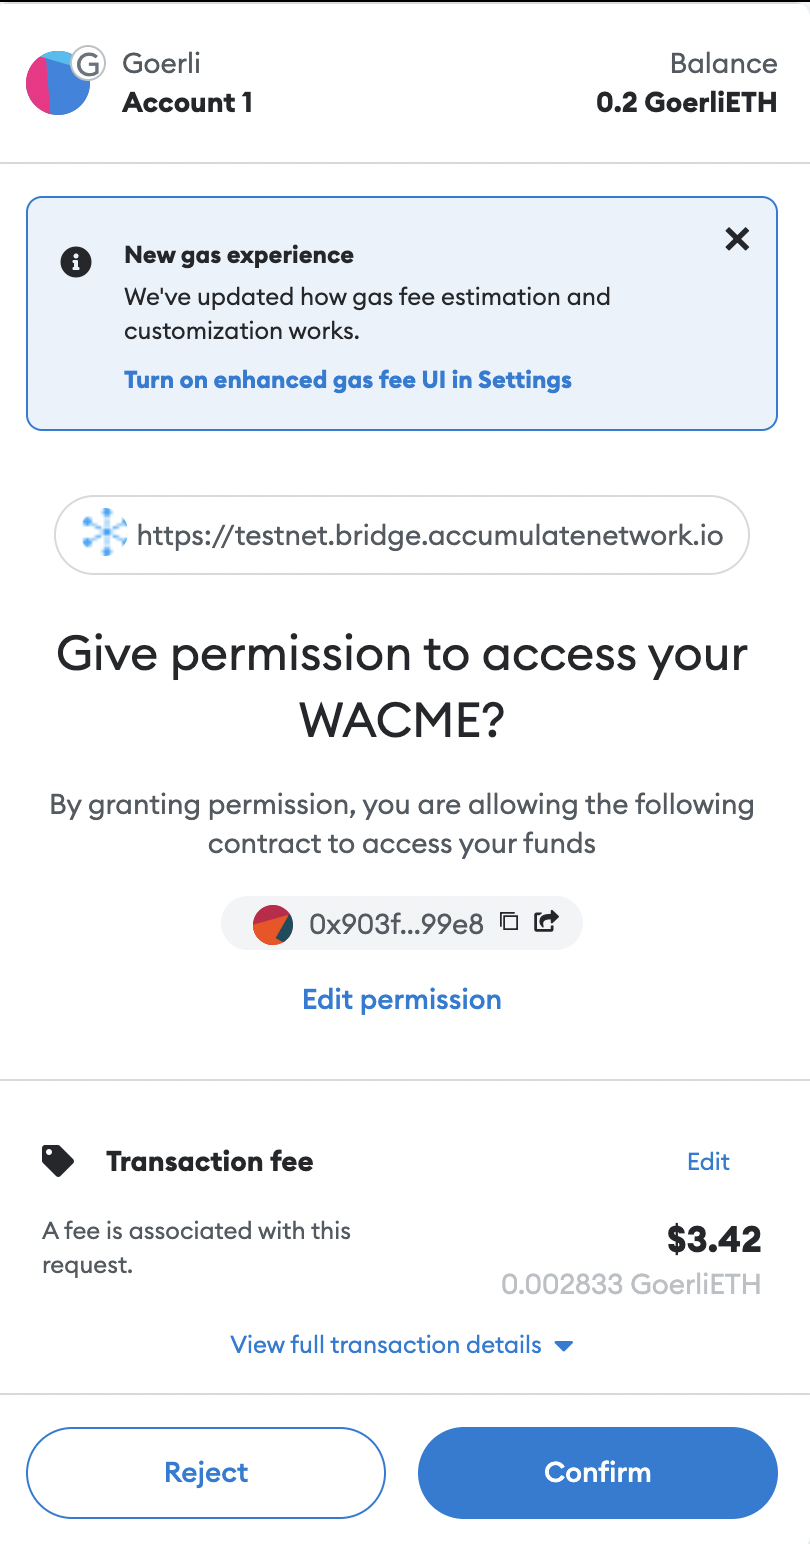 G
Goerli
Balance
Account 1
0.2 GoerliETH
New gas experience
We've updated how gas fee estimation and
customization works.
Turn on enhanced gas fee UI in Settings
https://testnet.bridge.accumulatenetwork.io
Give permission to access your
WACME?
By granting permission, you are allowing the following
contract to access your funds
0x903f...99e8
Edit permission
Transaction fee
Edit
A fee is associated with this
request.
$3.42
0.002833 GoerliETH
View full transaction details
Reject
Confirm